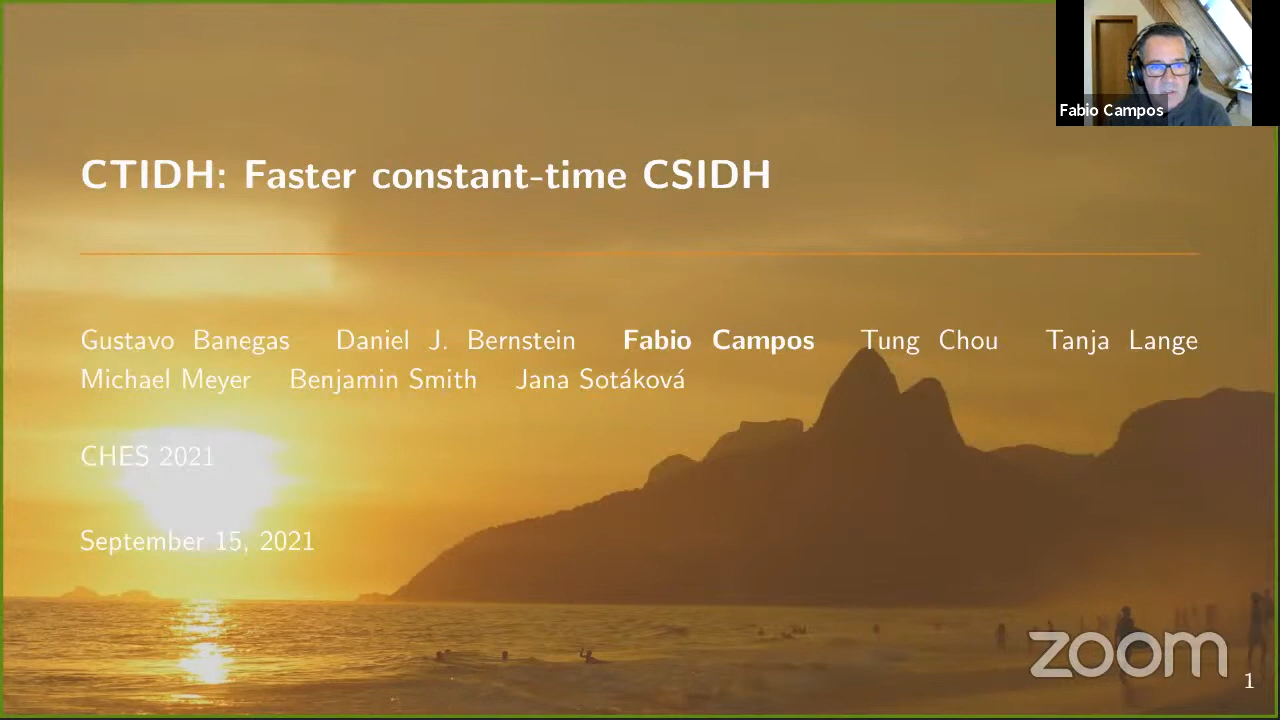 Fabio Campos
CTIDH: Faster constant-time CSIDH
Gustavo Banegas Daniel J. Bernstein Fabio Campos Tung Chou Tanja Lange
Michael Meyer Benjamin Smith Jana Sotáková
CHES 2021
September 15, 2021
zoom
1